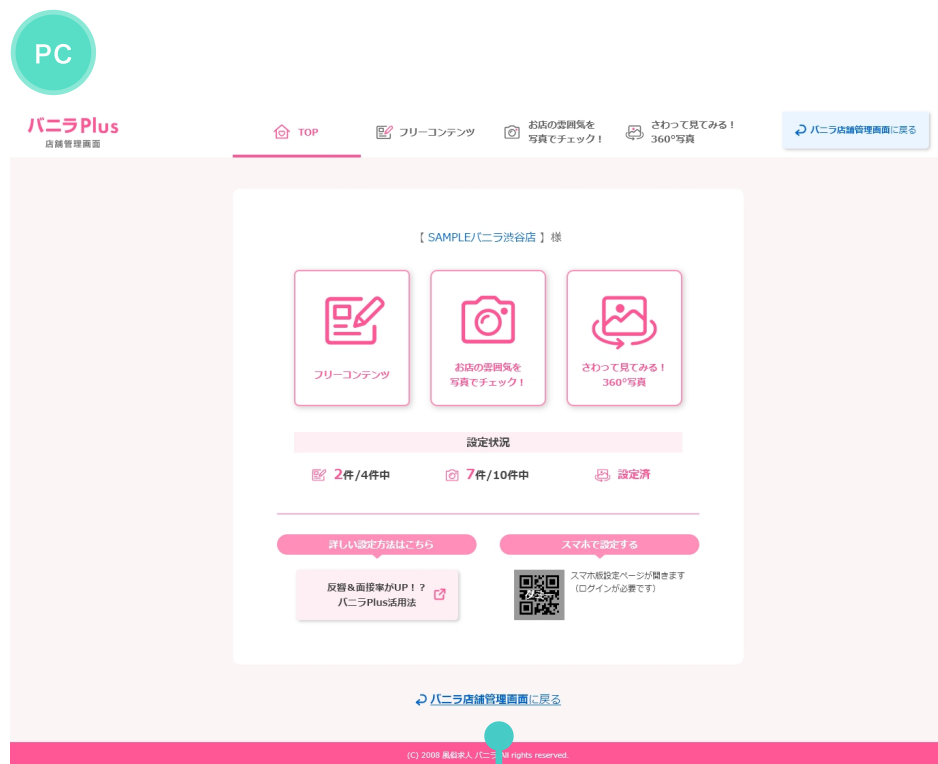 PC
バニラPlus
店舗管理画面
TOP
フリーコンテンツ
お店の雰囲気を
写真でチェック！
さわって見てみる！
360°写真
バニラ店舗管理画面に戻る
【 SAMPLEバニラ渋谷店 】様
フリーコンテンツ
お店の雰囲気を
写真でチェック！
さわって見てみる！
360°写真
設定状況
2件/4件中
7件/10件中
設定済
詳しい設定方法はこちら
反響&面接率がUP！？
バニラPlus活用法
スマホで設定する
スマホ版設定ページが開きます
（ログインが必要です）
バニラ店舗管理画面に戻る
(C) 2008 風俗求人 バニラ All rights reserved.